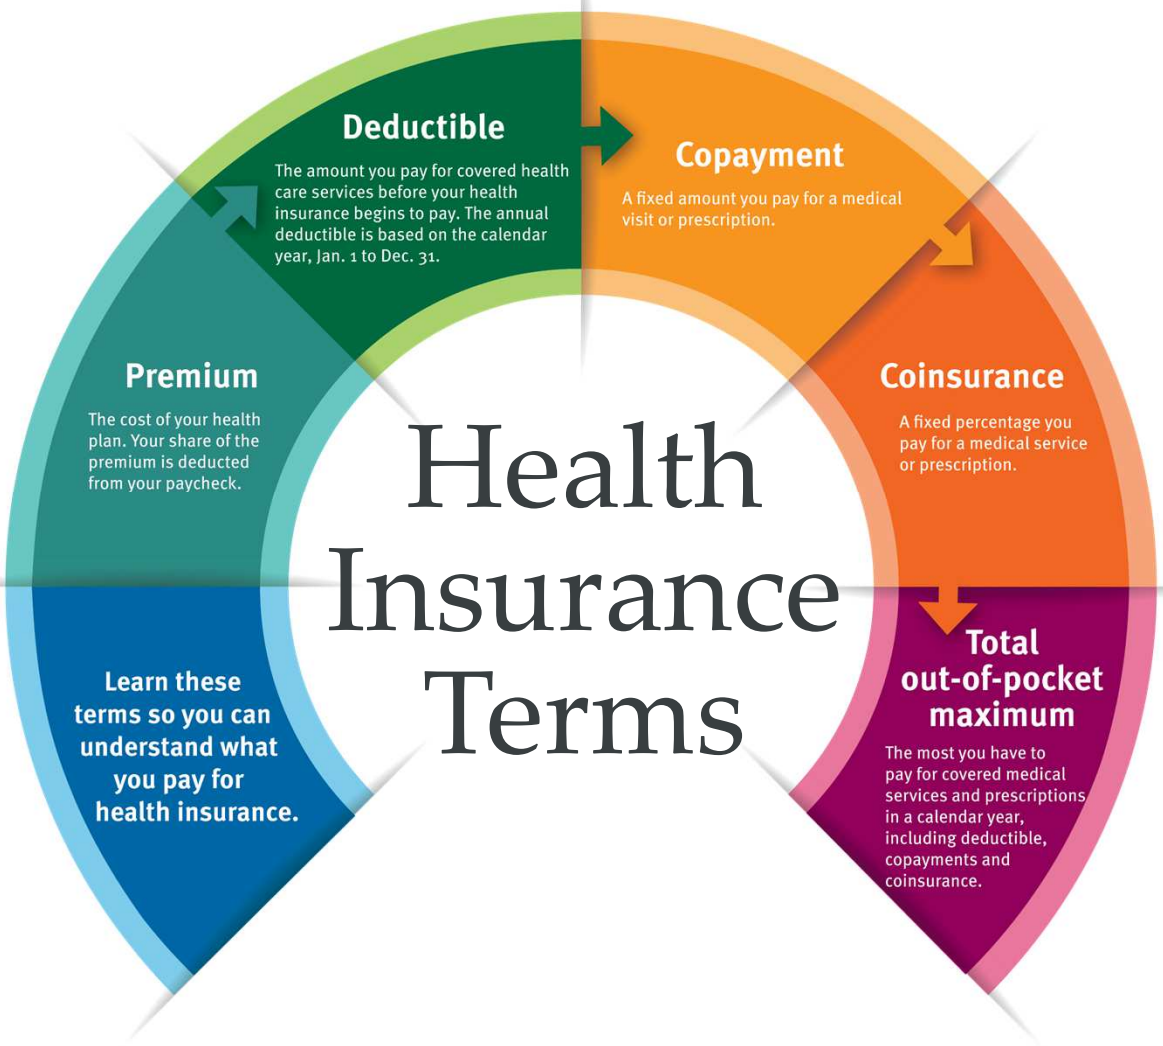 Health
Insurance
Terms
Learn these
terms so you can
understand what
you pay for
health insurance.
Premium
The cost of your health
plan. Your share of the
premium is deducted
from your paycheck.
Deductible
The amount you pay for covered health
care services before your health
insurance begins to pay. The annual
deductible is based on the calendar
year, Jan. 1 to Dec. 31.
Copayment
A fixed amount you pay for a medical
visit or prescription.
Coinsurance
A fixed percentage you
pay for a medical service
or prescription.
Total
out-of-pocket
maximum
The most you have to
pay for covered medical
services and prescriptions
in a calendar year,
including deductible,
copayments and
coinsurance.